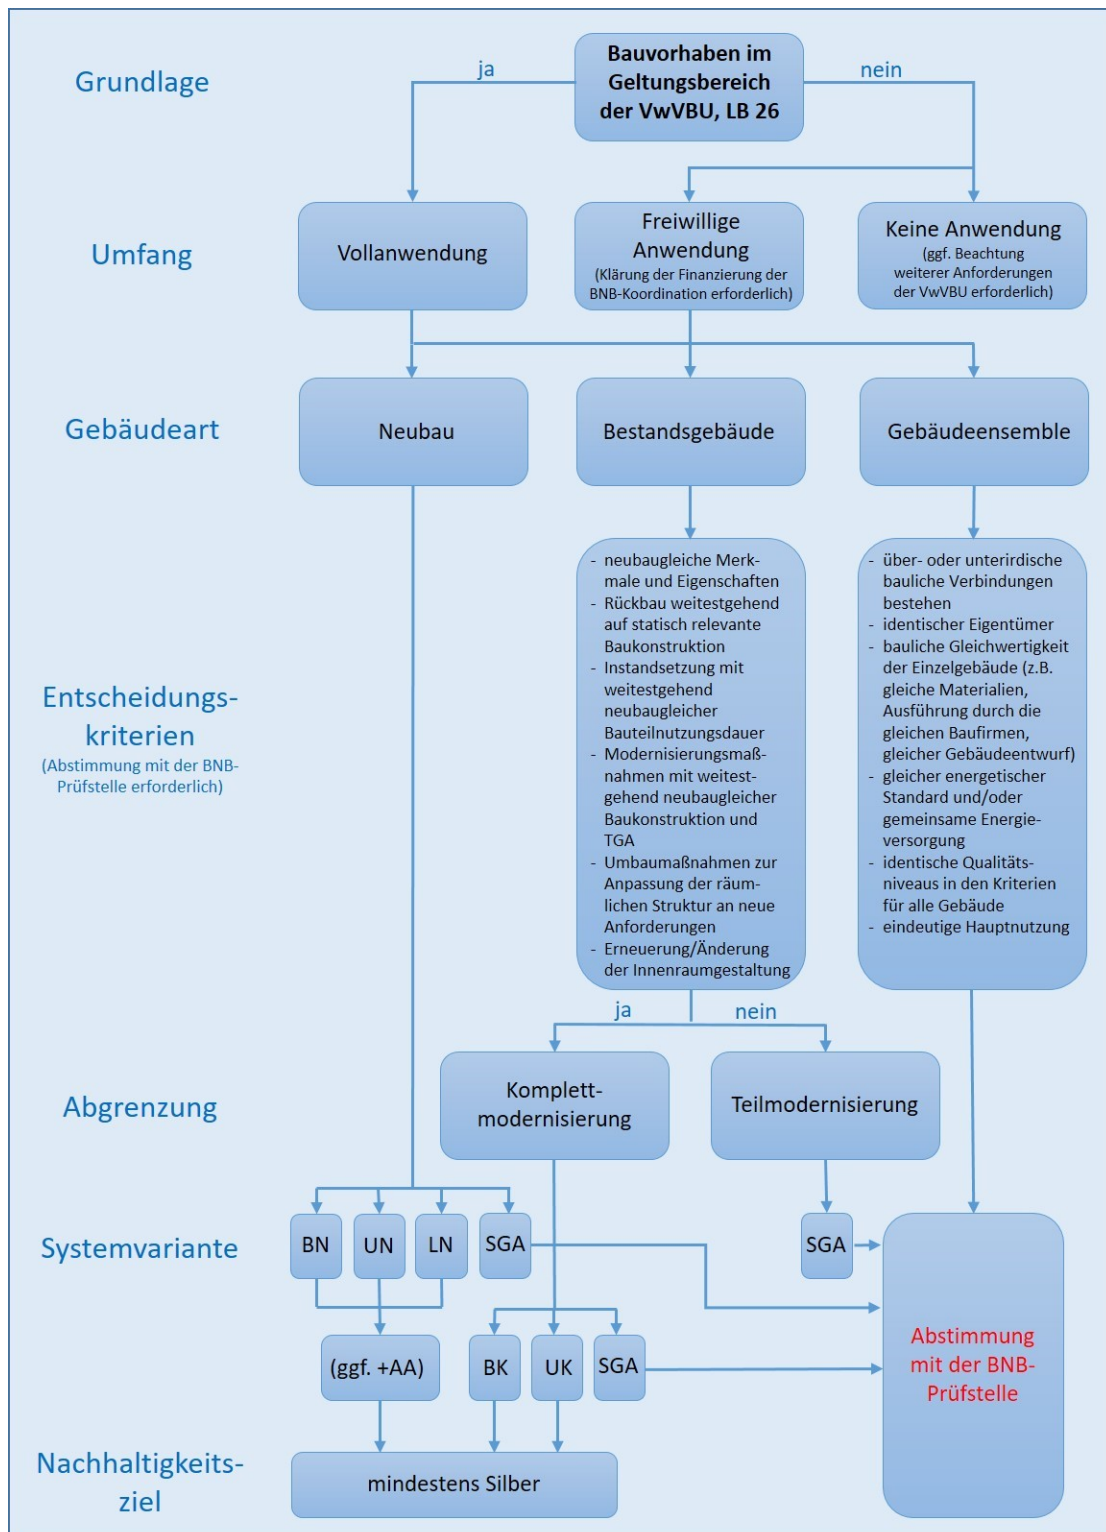 Grundlage
ja
Bauvorhaben im
Geltungsbereich
der VwVBU, LB 26
nein
Umfang
Vollanwendung
Freiwillige
Anwendung
(Klärung der Finanzierung der
BNB-Koordination erforderlich)
Keine Anwendung
(ggf. Beachtung
weiterer Anforderungen
der VwVBU erforderlich)
Gebäudeart
Neubau
Bestandsgebäude
Gebäudeensemble
Entscheidungs-
kriterien
(Abstimmung mit der BNB-
Prüfstelle erforderlich)
- neubaugleiche Merk-
male und Eigenschaften
- Rückbau weitestgehend
auf statisch relevante
Baukonstruktion
- Instandsetzung mit
weitestgehend
neubaugleicher
Bauteilnutzungsdauer
- Modernisierungsmaß-
nahmen mit weitest-
gehend neubaugleicher
Baukonstruktion und
TGA
- Umbaumaßnahmen zur
Anpassung der räum-
lichen Struktur an neue
Anforderungen
- Erneuerung/Änderung
der Innenraumgestaltung
- über- oder unterirdische
bauliche Verbindungen
bestehen
- identischer Eigentümer
- bauliche Gleichwertigkeit
der Einzelgebäude (z.B.
gleiche Materialien,
Ausführung durch die
gleichen Baufirmen,
gleicher Gebäudeentwurf)
- gleicher energetischer
Standard und/oder
gemeinsame Energie-
versorgung
- identische Qualitäts-
niveaus in den Kriterien
für alle Gebäude
- eindeutige Hauptnutzung
ja
nein
Abgrenzung
Komplett-
modernisierung
Teilmodernisierung
Systemvariante
BN
UN
LN
SGA
SGA
(ggf. +AA)
BK
UK
SGA
Abstimmung
mit der BNB-
Prüfstelle
Nachhaltigkeits-
ziel
mindestens Silber